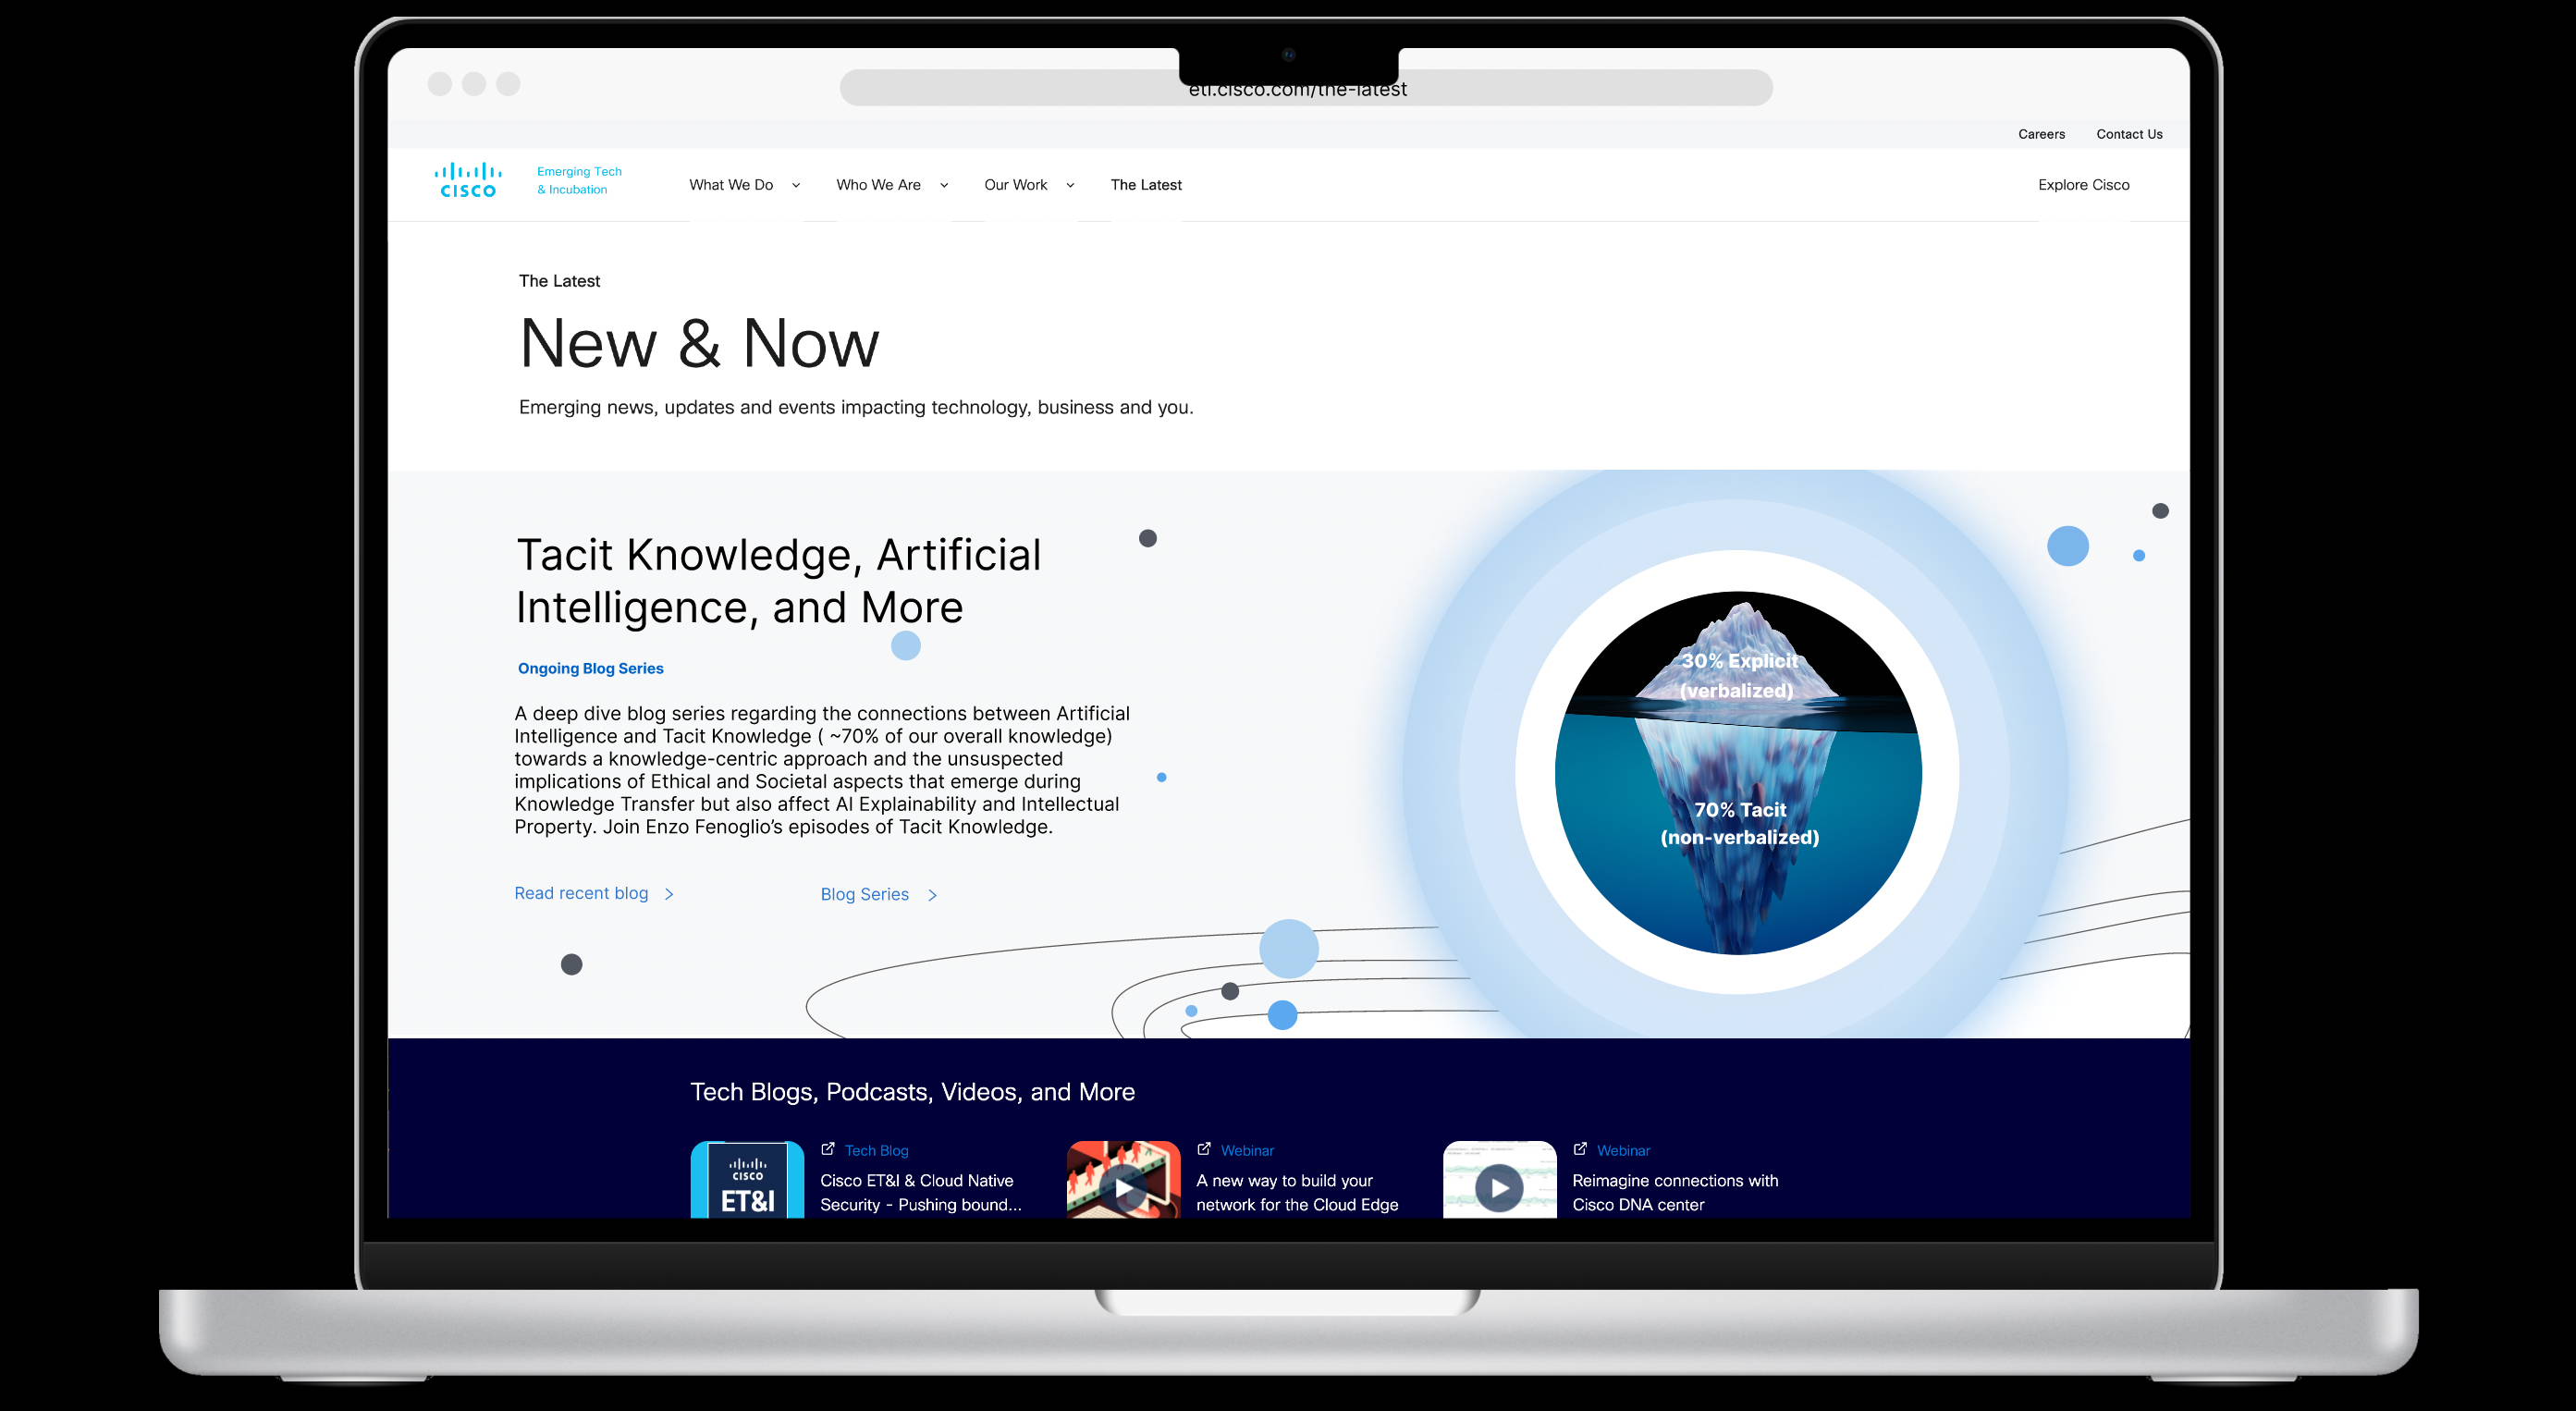 eti.cisco.com/the-latest
Careers
Contact Us
CISCO
Emerging Tech
& Incubation
What We Do
Who We Are
Our Work
The Latest
Explore Cisco
The Latest
New & Now
Emerging news, updates and events impacting technology, business and you.
Tacit Knowledge, Artificial
Intelligence, and More
Ongoing Blog Series
A deep dive blog series regarding the connections between Artificial
Intelligence and Tacit Knowledge ( ~70% of our overall knowledge)
towards a knowledge-centric approach and the unsuspected
implications of Ethical and Societal aspects that emerge during
Knowledge Transfer but also affect AI Explainability and Intellectual
Property. Join Enzo Fenoglio’s episodes of Tacit Knowledge.
Read recent blog
Blog Series
30% Explicit
(verbalized)
70% Tacit
(non-verbalized)
Tech Blogs, Podcasts, Videos, and More
CISCO
ET&I
Tech Blog
Cisco ET&I & Cloud Native
Security - Pushing bound...
Webinar
A new way to build your
network for the Cloud Edge
Webinar
Reimagine connections with
Cisco DNA center